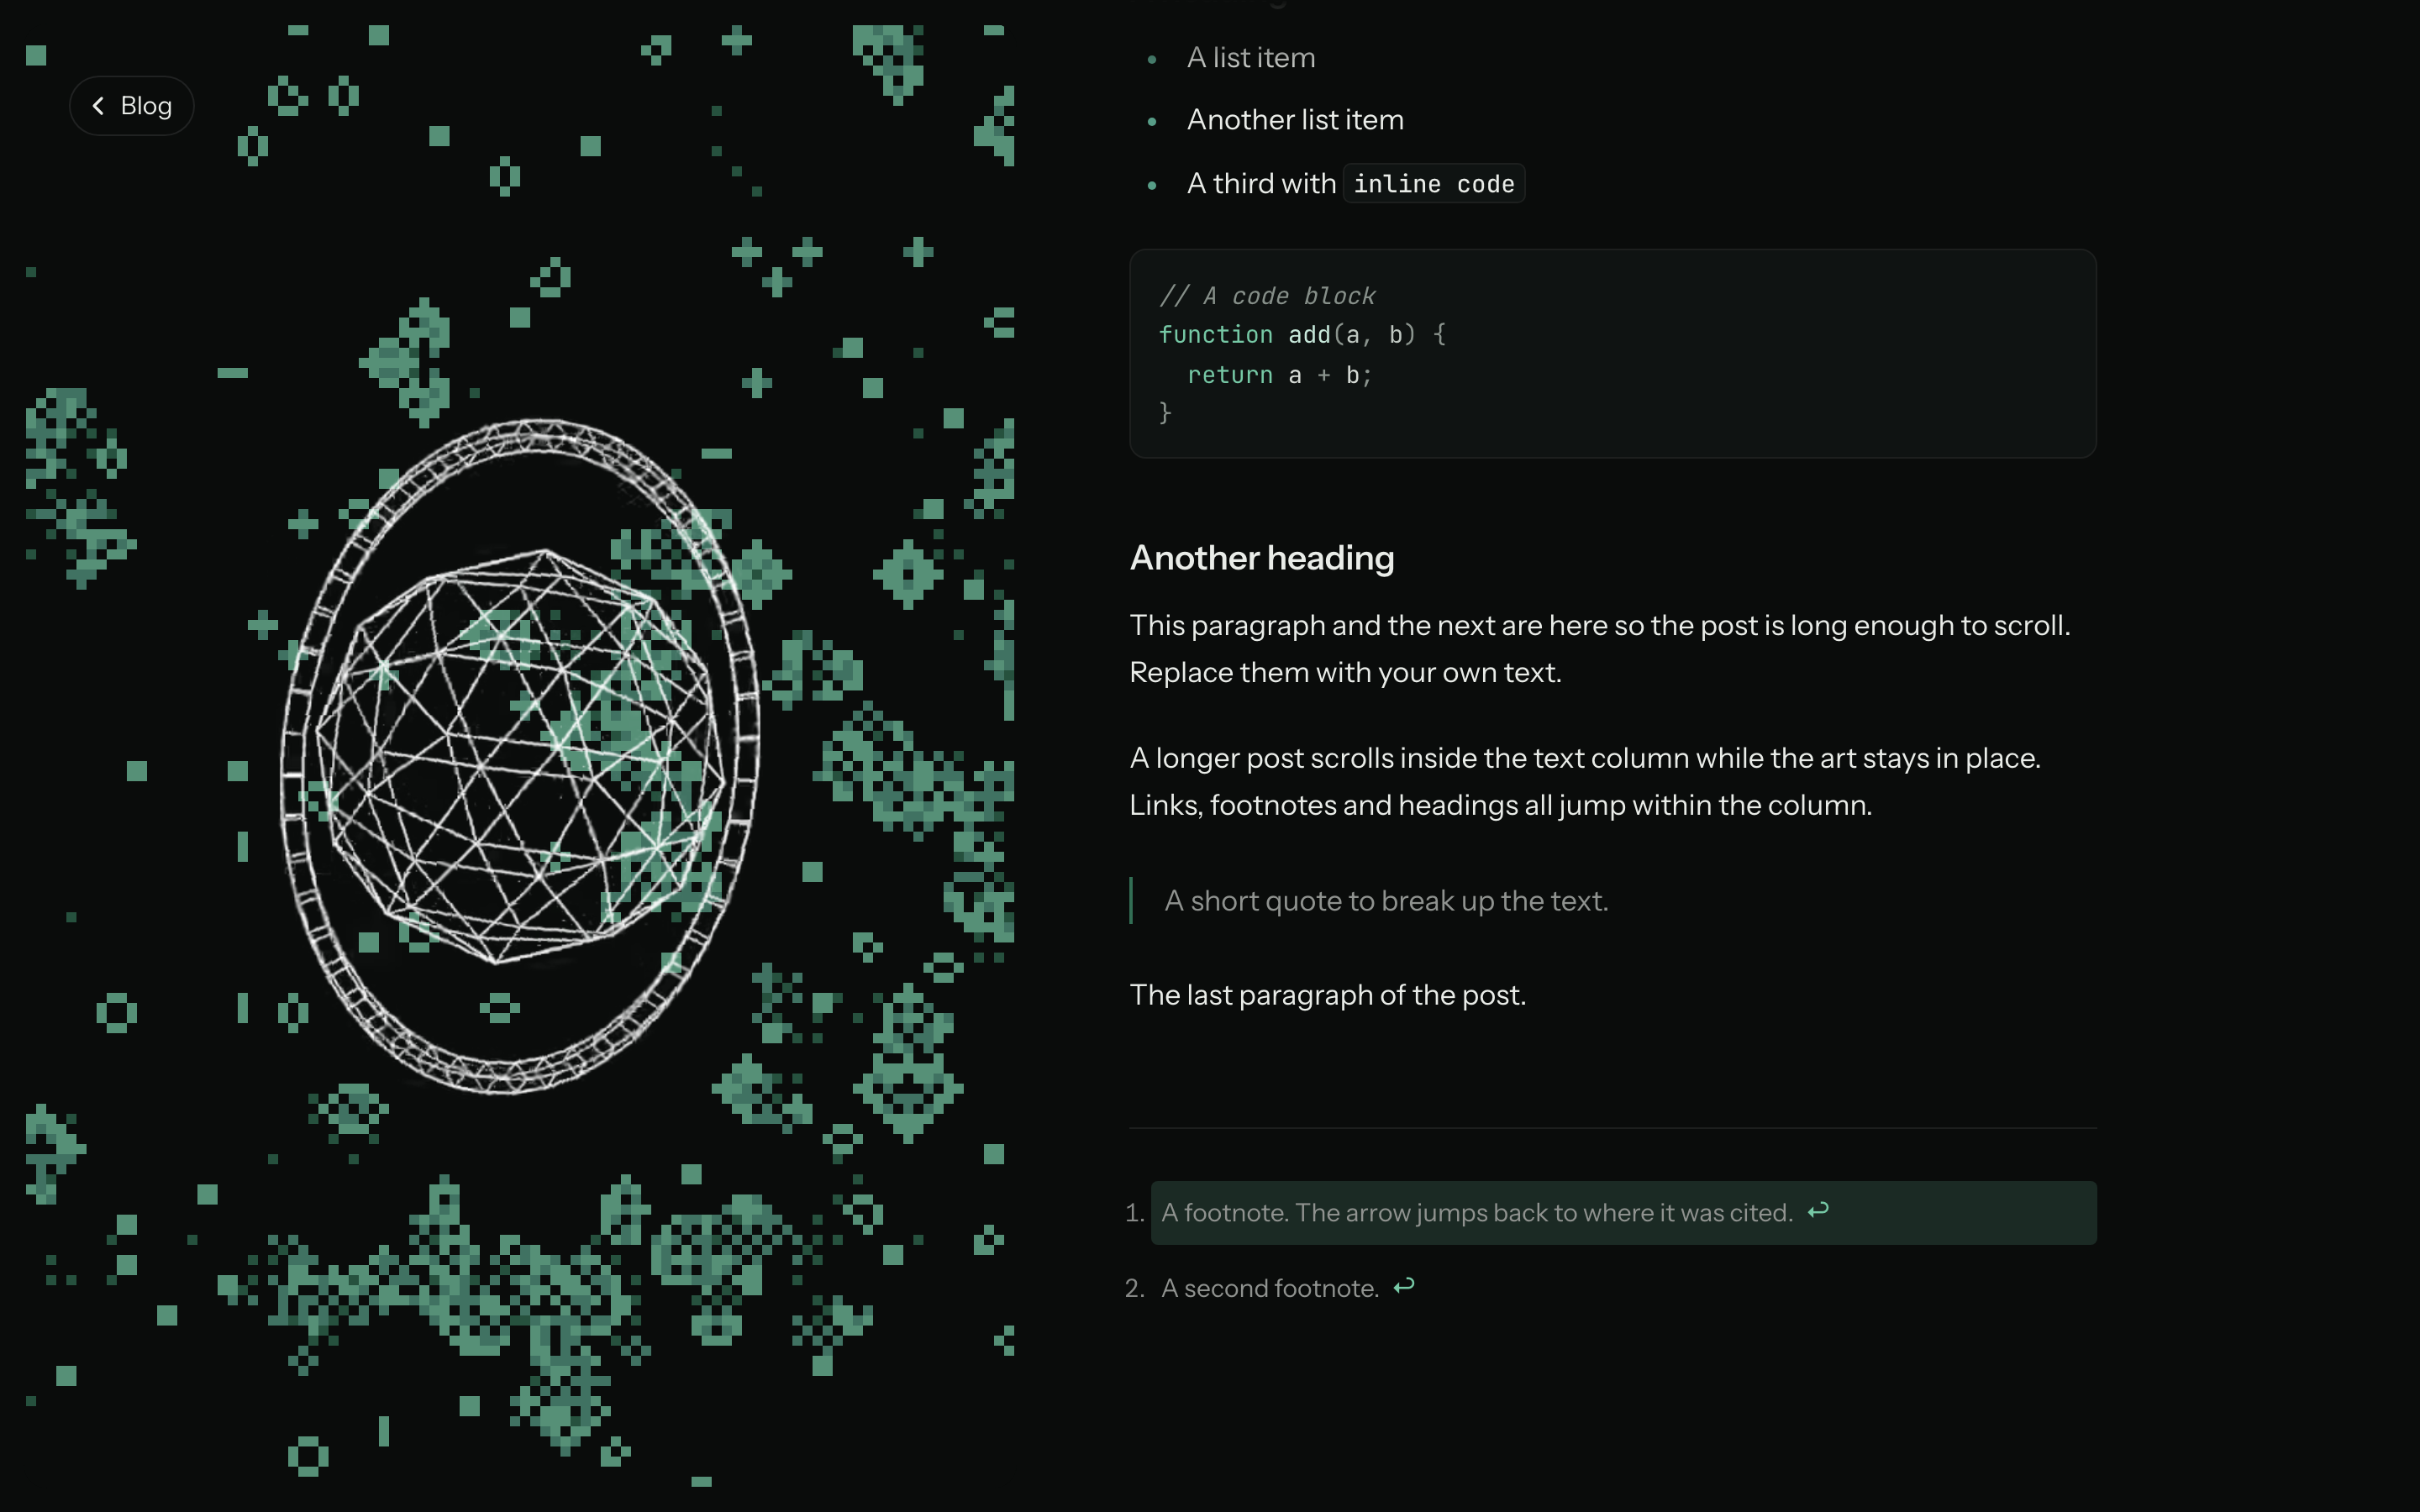 Blog
A list item
Another list item
A third with inline code
// A code block
function add(a, b) {
  return a + b;
}
Another heading
This paragraph and the next are here so the post is long enough to scroll.
Replace them with your own text.
A longer post scrolls inside the text column while the art stays in place.
Links, footnotes and headings all jump within the column.
A short quote to break up the text.
The last paragraph of the post.
1. A footnote. The arrow jumps back to where it was cited. ↩
2. A second footnote. ↩